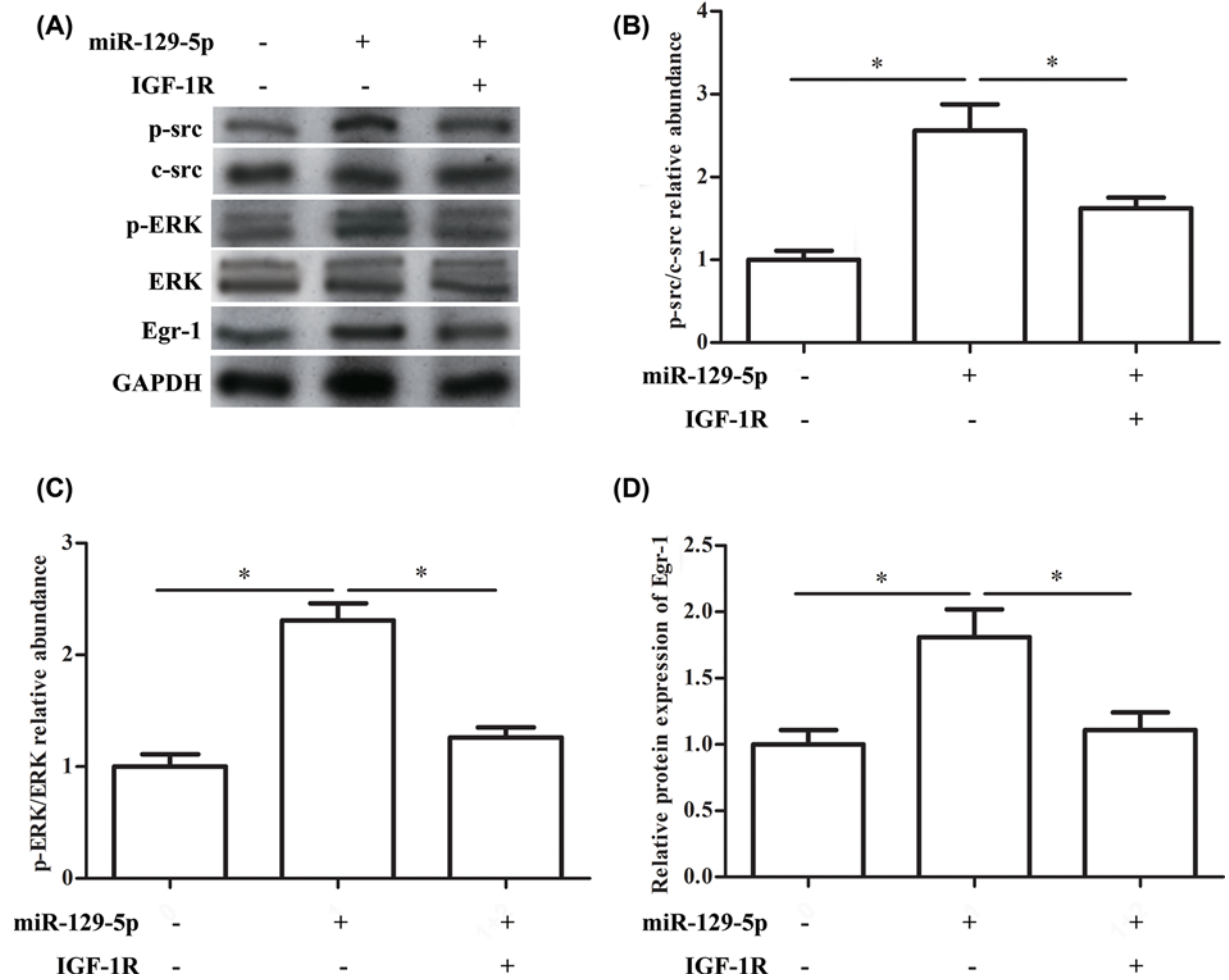 (A)
miR-129-5p - + +
IGF-1R - - +
p-src
c-src
p-ERK
ERK
Egr-1
GAPDH
(B)
p-src/c-src relative abundance
4
3
2
1
0
* *
miR-129-5p - + +
IGF-1R - - +
(C)
p-ERK/ERK relative abundance
3
2
1
0
* *
miR-129-5p - + +
IGF-1R - - +
(D)
Relative protein expression of Egr-1
2.5
2.0
1.5
1.0
0.5
0.0
* *
miR-129-5p - + +
IGF-1R - - +